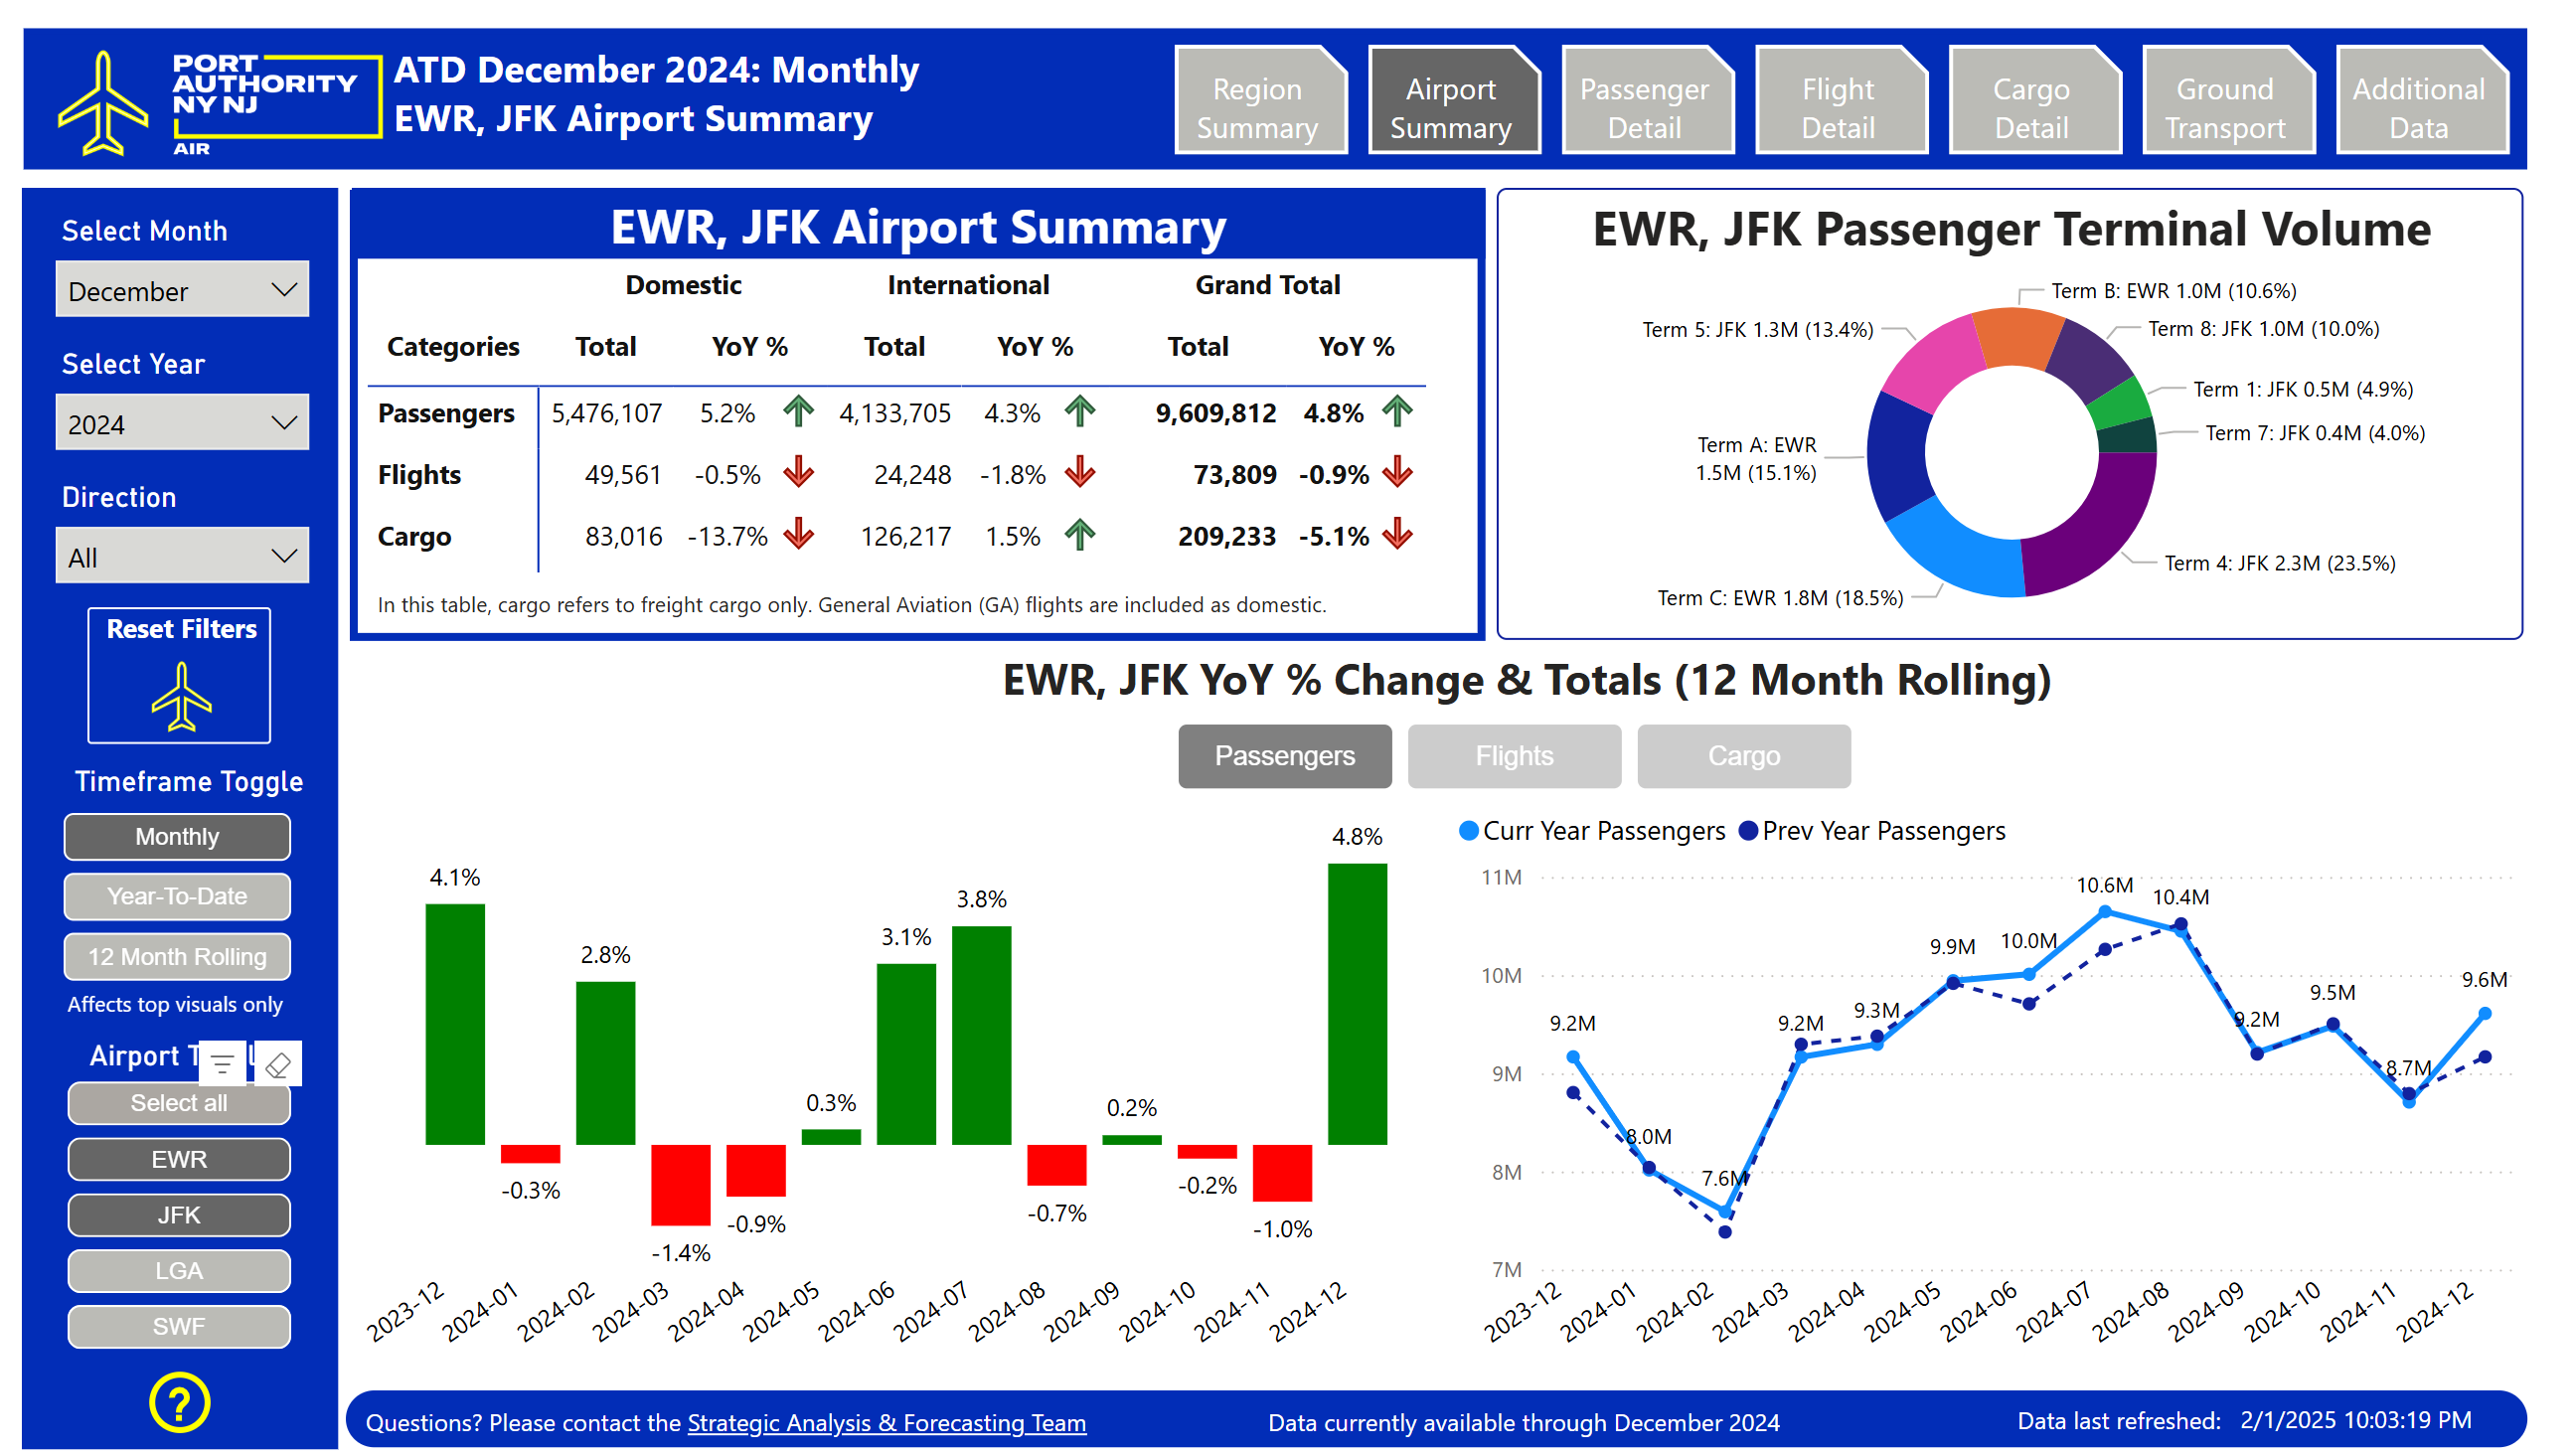 PORT
AUTHORITY
NY NJ
AIR
ATD December 2024: Monthly
EWR, JFK Airport Summary
Region
Summary
Airport
Summary
Passenger
Detail
Flight
Detail
Cargo
Detail
Ground
Transport
Additional
Data
Select Month
December
Select Year
2024
Direction
All
Reset Filters
Timeframe Toggle
Monthly
Year-To-Date
12 Month Rolling
Affects top visuals only
Airport
Select all
EWR
JFK
LGA
SWF
?
EWR, JFK Airport Summary
Domestic International Grand Total
Categories Total YoY % Total YoY % Total YoY %
Passengers 5,476,107 5.2% 4,133,705 4.3% 9,609,812 4.8%
Flights 49,561 -0.5% 24,248 -1.8% 73,809 -0.9%
Cargo 83,016 -13.7% 126,217 1.5% 209,233 -5.1%
In this table, cargo refers to freight cargo only. General Aviation (GA) flights are included as domestic.
EWR, JFK Passenger Terminal Volume
Term B: EWR 1.0M (10.6%)
Term 5: JFK 1.3M (13.4%)
Term 8: JFK 1.0M (10.0%)
Term 1: JFK 0.5M (4.9%)
Term 7: JFK 0.4M (4.0%)
Term A: EWR
1.5M (15.1%)
Term 4: JFK 2.3M (23.5%)
Term C: EWR 1.8M (18.5%)
EWR, JFK YoY % Change & Totals (12 Month Rolling)
Passengers
Flights
Cargo
4.1%
-0.3%
2.8%
-1.4%
-0.9%
0.3%
3.1%
3.8%
-0.7%
0.2%
-0.2%
-1.0%
4.8%
2023-12
2024-01
2024-02
2024-03
2024-04
2024-05
2024-06
2024-07
2024-08
2024-09
2024-10
2024-11
2024-12
Curr Year Passengers Prev Year Passengers
11M
10M
9M
8M
7M
9.2M
8.0M
7.6M
9.2M
9.3M
9.9M
10.0M
10.6M
10.4M
9.2M
9.5M
8.7M
9.6M
2023-12
2024-01
2024-02
2024-03
2024-04
2024-05
2024-06
2024-07
2024-08
2024-09
2024-10
2024-11
2024-12
Questions? Please contact the Strategic Analysis & Forecasting Team
Data currently available through December 2024
Data last refreshed: 2/1/2025 10:03:19 PM